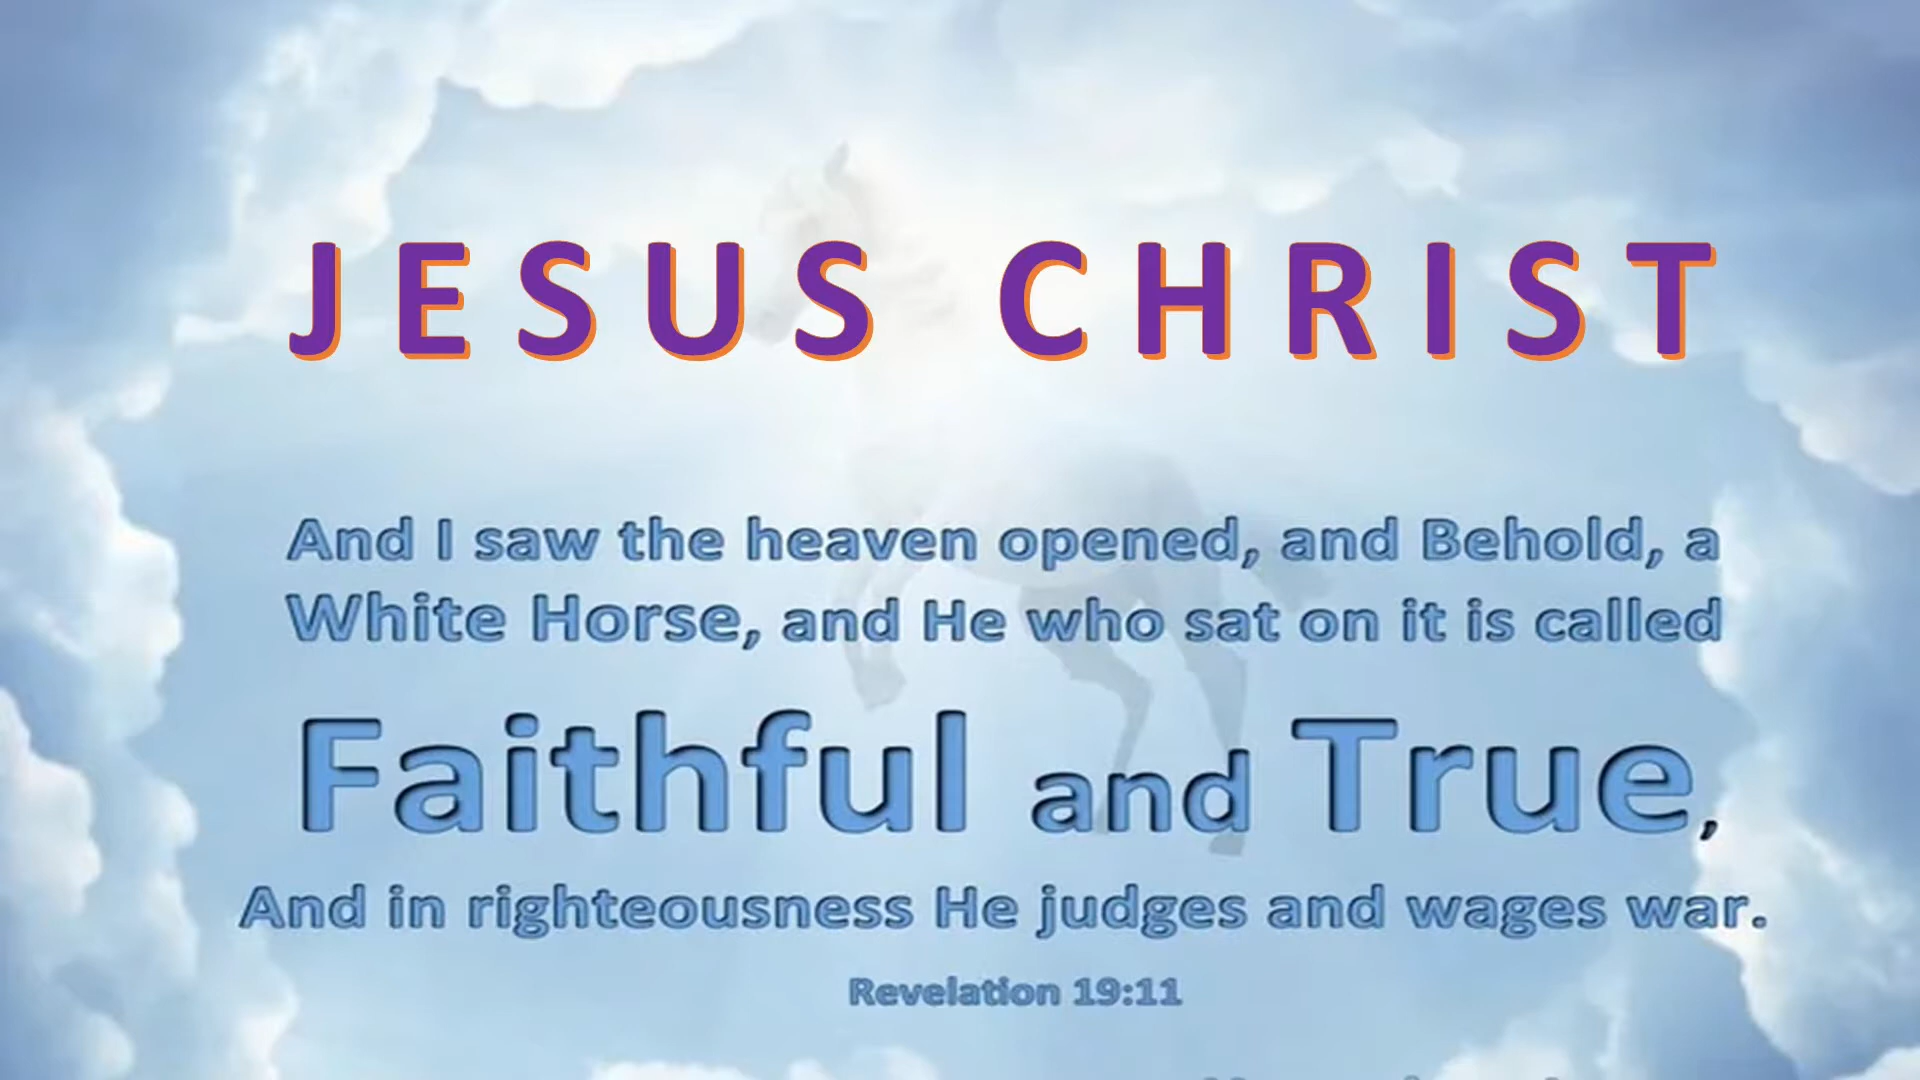 JESUS CHRIST
And I saw the heaven opened, and Behold, a
White Horse, and He who sat on it is called
Faithful and True,
And in righteousness He judges and wages war.
Revelation 19:11